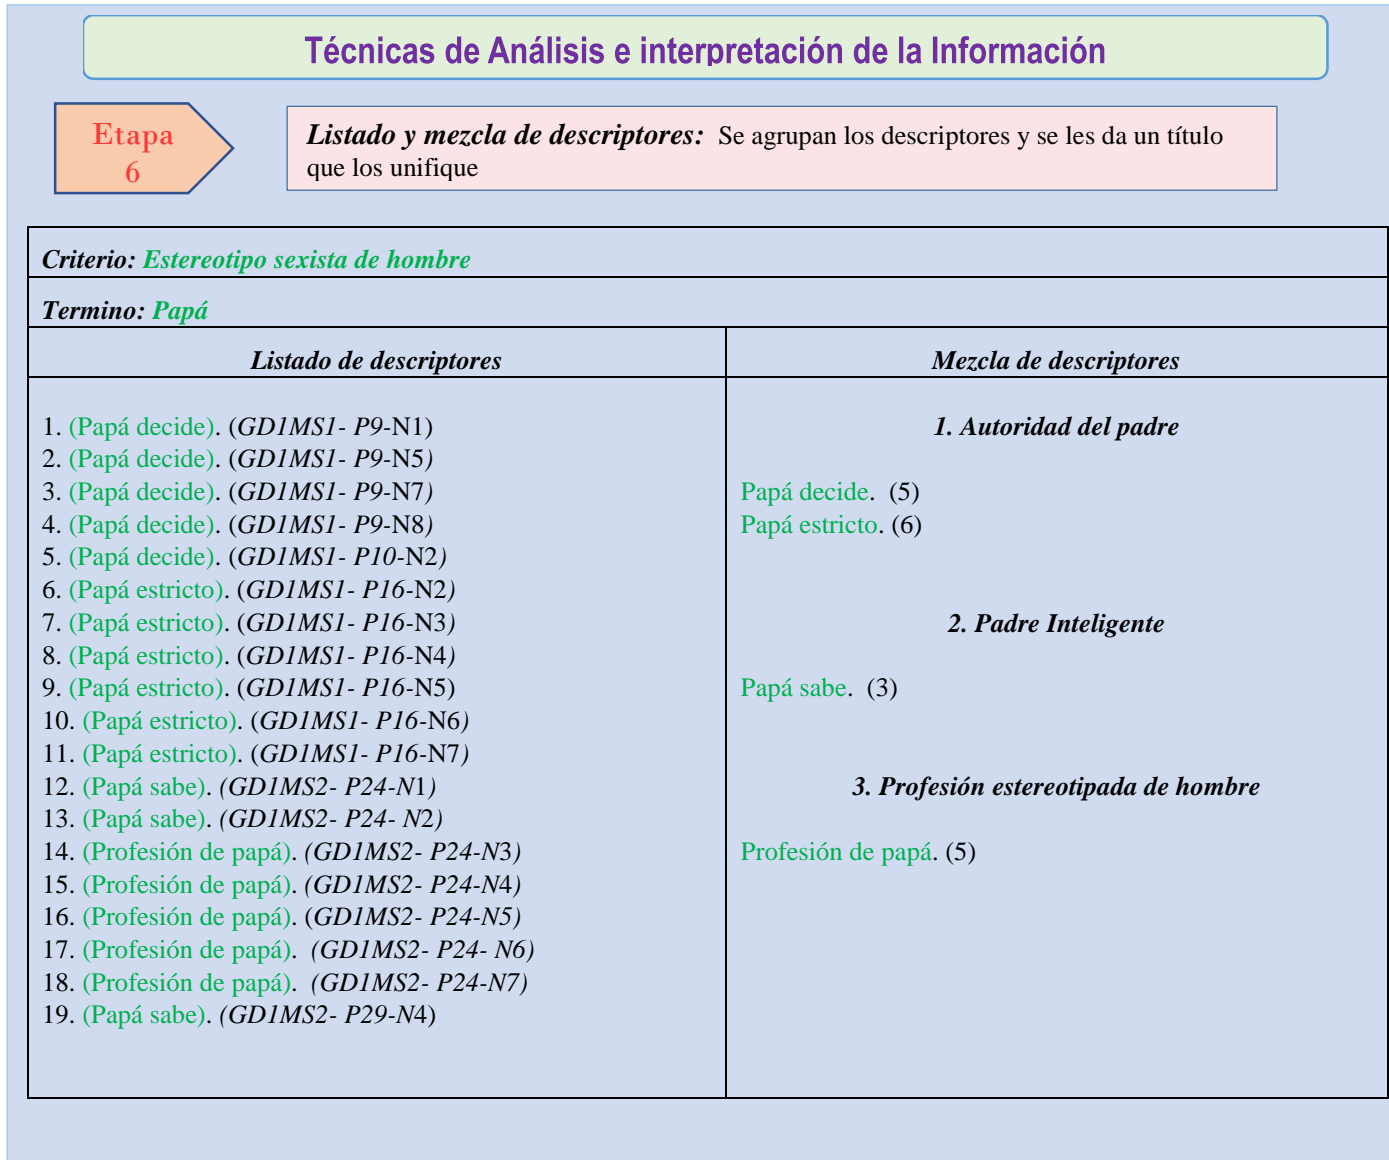 Técnicas de Análisis e interpretación de la Información
Etapa
6
Listado y mezcla de descriptores: Se agrupan los descriptores y se les da un título
que los unifique
Criterio: Estereotipo sexista de hombre
Termino: Papá
Listado de descriptores
1. (Papá decide). (GD1MS1- P9-N1)
2. (Papá decide). (GD1MS1- P9-N5)
3. (Papá decide). (GD1MS1- P9-N7)
4. (Papá decide). (GD1MS1- P9-N8)
5. (Papá decide). (GD1MS1- P10-N2)
6. (Papá estricto). (GD1MS1- P16-N2)
7. (Papá estricto). (GD1MS1- P16-N3)
8. (Papá estricto). (GD1MS1- P16-N4)
9. (Papá estricto). (GD1MS1- P16-N5)
10. (Papá estricto). (GD1MS1- P16-N6)
11. (Papá estricto). (GD1MS1- P16-N7)
12. (Papá sabe). (GD1MS2- P24-N1)
13. (Papá sabe). (GD1MS2- P24- N2)
14. (Profesión de papá). (GD1MS2- P24-N3)
15. (Profesión de papá). (GD1MS2- P24-N4)
16. (Profesión de papá). (GD1MS2- P24-N5)
17. (Profesión de papá).  (GD1MS2- P24- N6)
18. (Profesión de papá).  (GD1MS2- P24-N7)
19. (Papá sabe). (GD1MS2- P29-N4)
Mezcla de descriptores
1. Autoridad del padre
Papá decide.  (5)
Papá estricto. (6)
2. Padre Inteligente
Papá sabe.  (3)
3. Profesión estereotipada de hombre
Profesión de papá. (5)